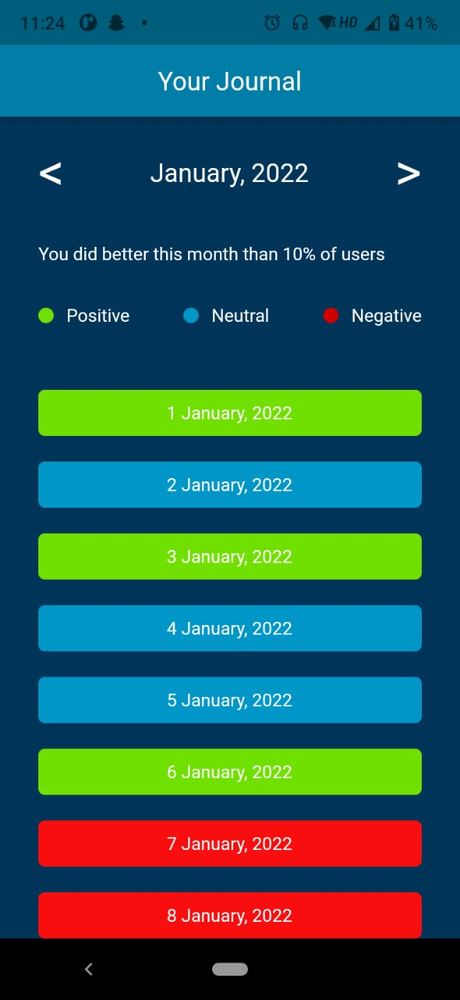 11:24 HD 41%
Your Journal
< January, 2022 >
You did better this month than 10% of users
Positive Neutral Negative
1 January, 2022
2 January, 2022
3 January, 2022
4 January, 2022
5 January, 2022
6 January, 2022
7 January, 2022
8 January, 2022